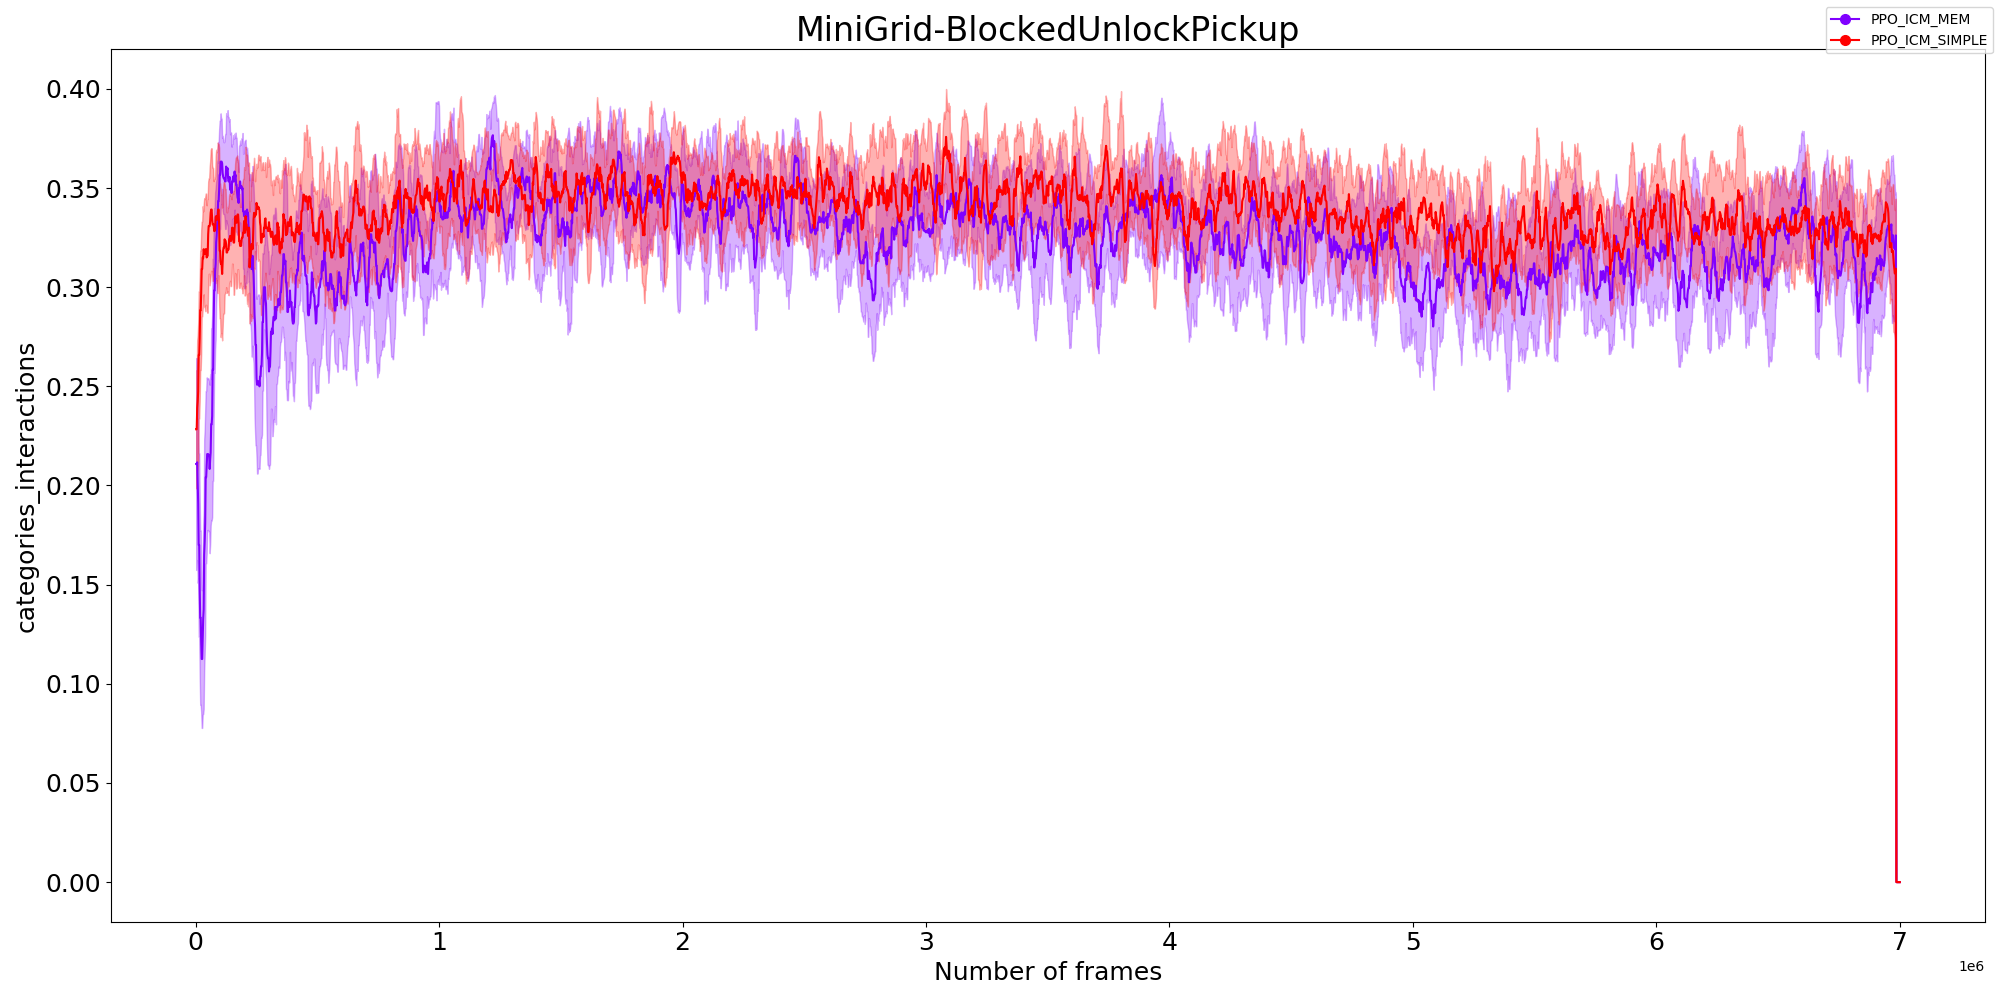 MiniGrid-BlockedUnlockPickup
PPO_ICM_MEM
PPO_ICM_SIMPLE
categories_interactions
0.40
0.35
0.30
0.25
0.20
0.15
0.10
0.05
0.00
0 1 2 3 4 5 6 7
Number of frames
1e6